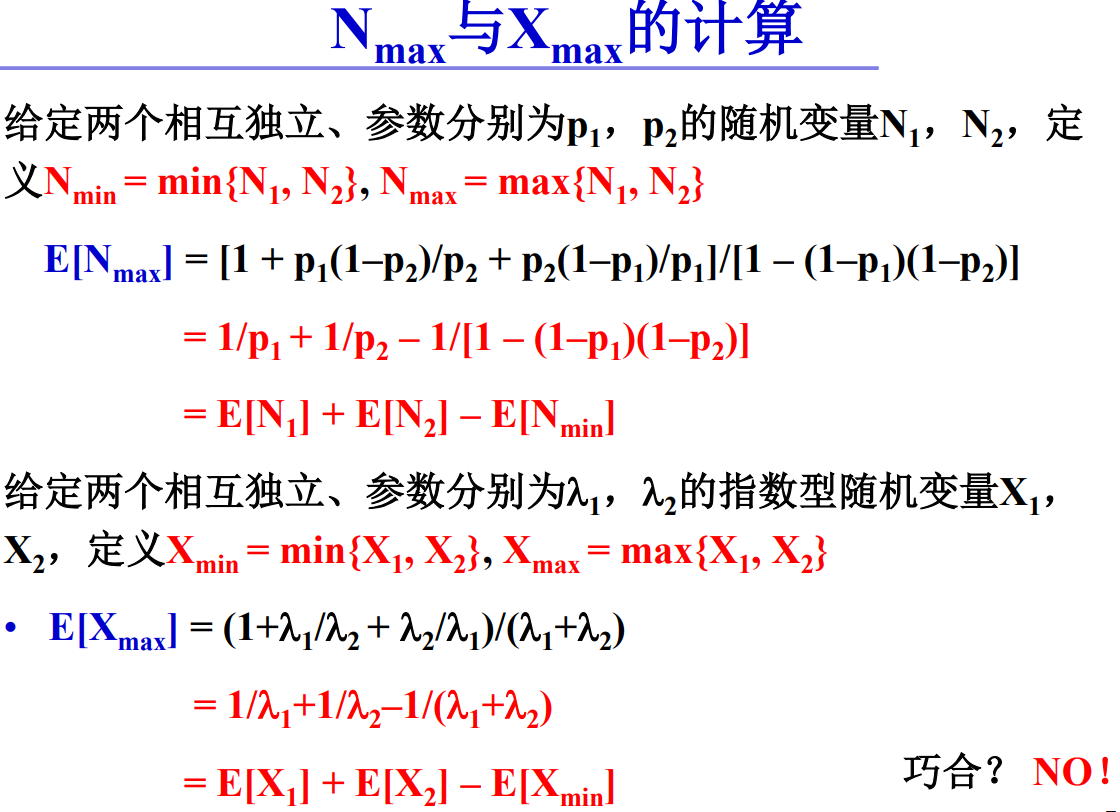 Nmax与Xmax的计算
给定两个相互独立、参数分别为p1，p2的随机变量N1，N2，定
义Nmin = min{N1, N2}, Nmax = max{N1, N2}
E[Nmax] = [1 + p1(1–p2)/p2 + p2(1–p1)/p1]/[1 – (1–p1)(1–p2)]
= 1/p1 + 1/p2 – 1/[1 – (1–p1)(1–p2)]
= E[N1] + E[N2] – E[Nmin]
给定两个相互独立、参数分别为λ1，λ2的指数型随机变量X1，
X2，定义Xmin = min{X1, X2}, Xmax = max{X1, X2}
• E[Xmax] = (1+λ1/λ2 + λ2/λ1)/(λ1+λ2)
= 1/λ1+1/λ2–1/(λ1+λ2)
= E[X1] + E[X2] – E[Xmin]
巧合？ NO！